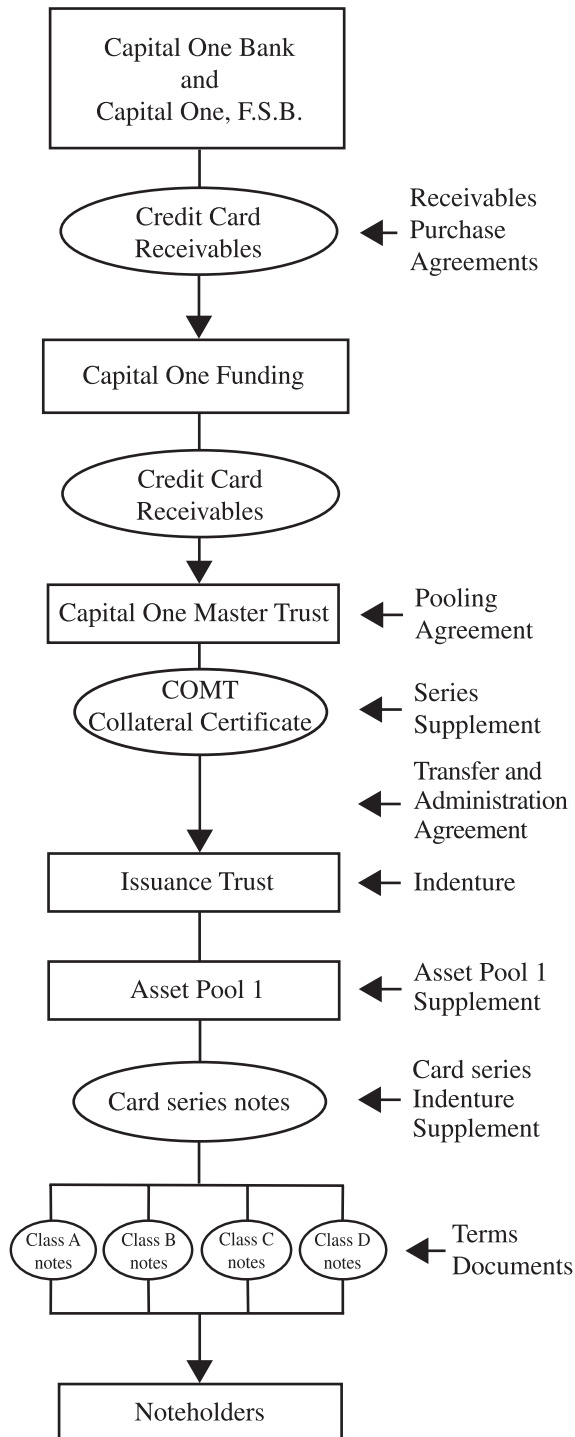 Capital One Bank
and
Capital One, F.S.B.
Credit Card
Receivables
Receivables
Purchase
Agreements
Capital One Funding
Credit Card
Receivables
Capital One Master Trust
Pooling
Agreement
COMT
Collateral Certificate
Series
Supplement
Transfer and
Administration
Agreement
Issuance Trust
Indenture
Asset Pool 1
Asset Pool 1
Supplement
Card series notes
Card series
Indenture
Supplement
Class A
notes
Class B
notes
Class C
notes
Class D
notes
Terms
Documents
Noteholders